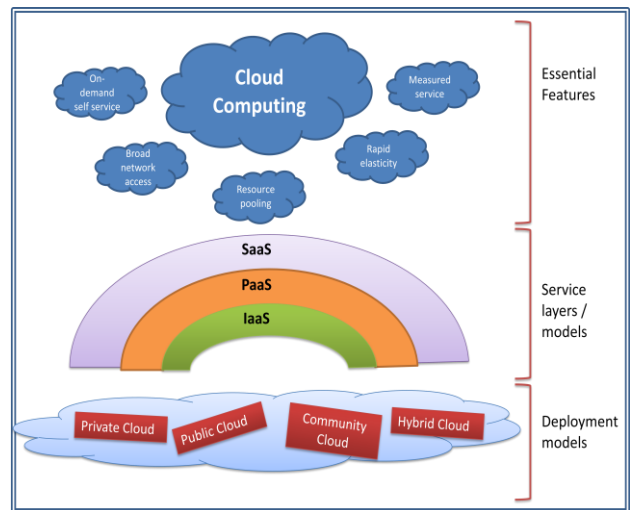 Cloud
Computing
On-
demand
self service
Measured
service
Essential
Features
Broad
network
access
Rapid
elasticity
Resource
pooling
SaaS
PaaS
IaaS
Service
layers /
models
Private Cloud
Public Cloud
Community
Cloud
Hybrid Cloud
Deployment
models